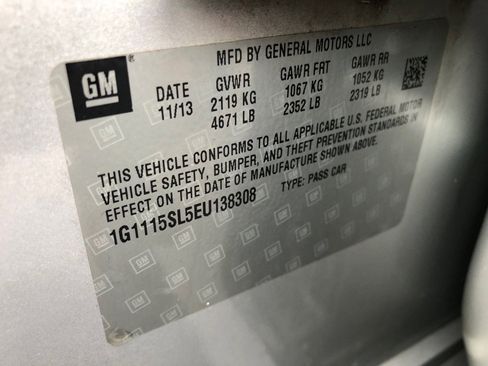 GM
MFD BY GENERAL MOTORS LLC
DATE GVWR GAWR FRT GAWR RR
11/13 2119 KG 1067 KG 1052 KG
4671 LB 2352 LB 2319 LB
THIS VEHICLE CONFORMS TO ALL APPLICABLE U.S. FEDERAL MOTOR
VEHICLE SAFETY, BUMPER, AND THEFT PREVENTION STANDARDS IN
EFFECT ON THE DATE OF MANUFACTURE SHOWN ABOVE.
1G1115SL5EU138308 TYPE: PASS CAR